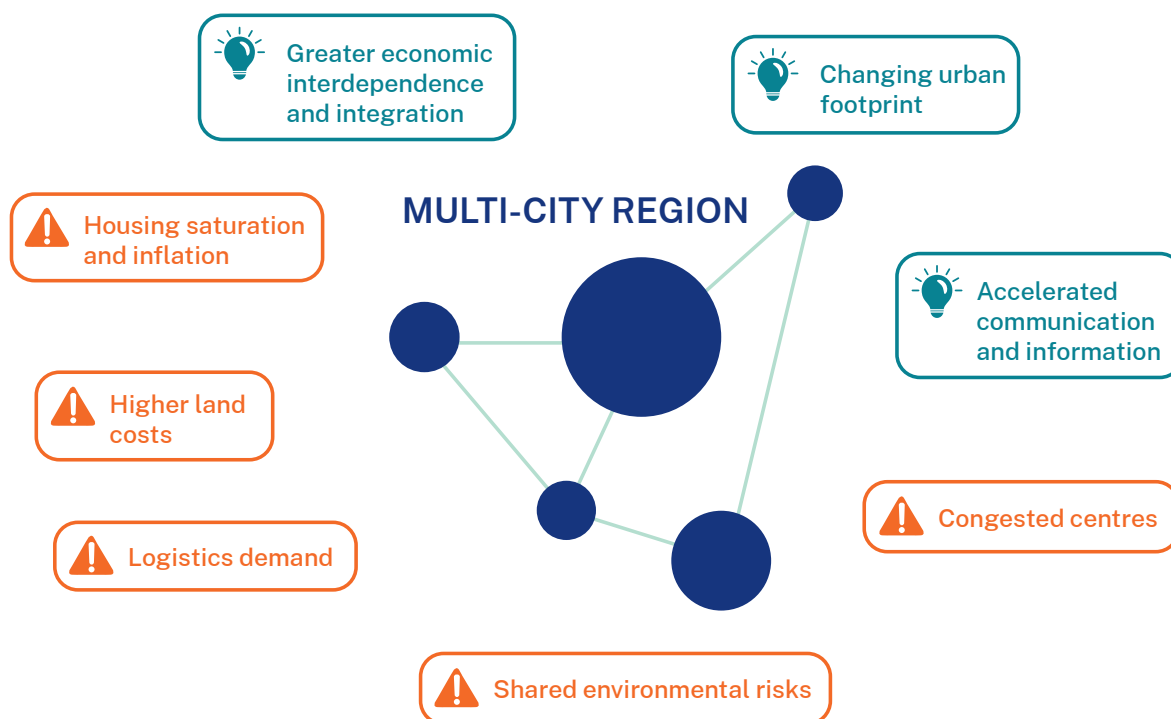 Greater economic
interdependence
and integration
Changing urban
footprint
MULTI-CITY REGION
Housing saturation
and inflation
Accelerated
communication
and information
Higher land
costs
Congested centres
Logistics demand
Shared environmental risks